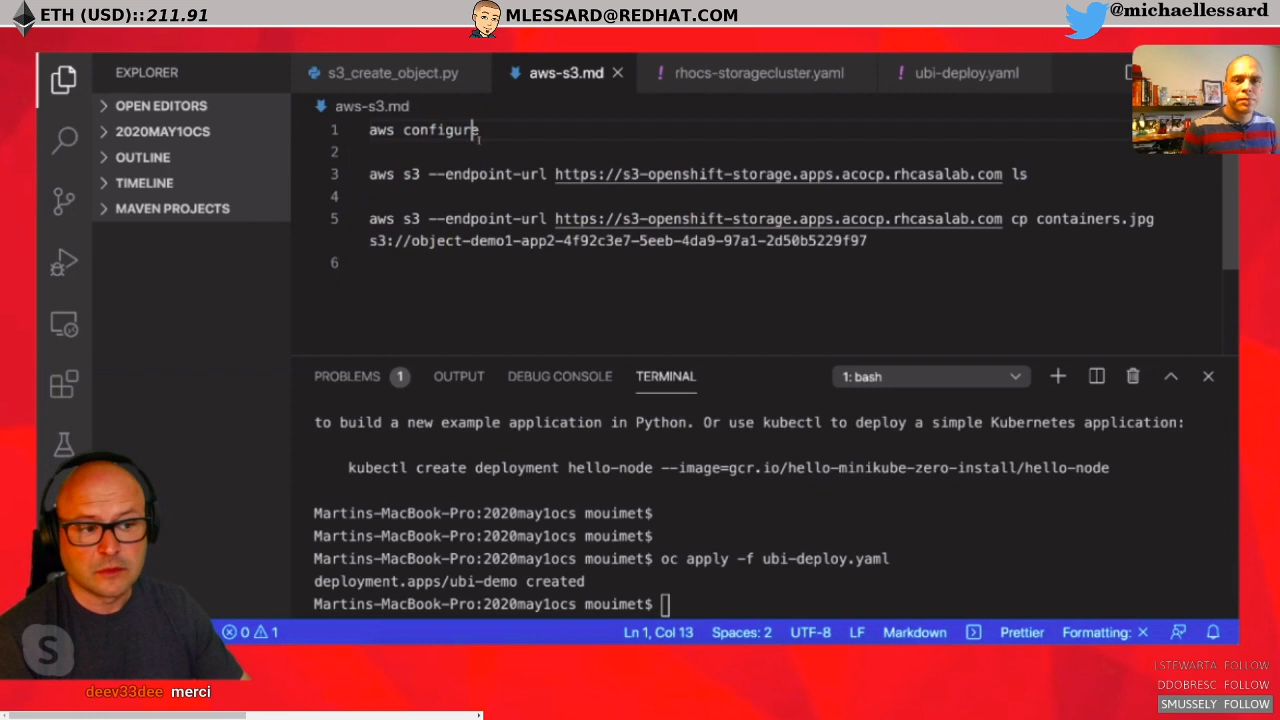 ETH (USD)::211.91
MLESSARD@REDHAT.COM
@michaellessard
EXPLORER
OPEN EDITORS
2020MAY1OCS
OUTLINE
TIMELINE
MAVEN PROJECTS
s3_create_object.py
aws-s3.md
rhocs-storagecluster.yaml
ubi-deploy.yaml
aws-s3.md
1 aws configure
2
3 aws s3 --endpoint-url https://s3-openshift-storage.apps.acocp.rhcasalab.com ls
4
5 aws s3 --endpoint-url https://s3-openshift-storage.apps.acocp.rhcasalab.com cp containers.jpg
s3://object-demo1-app2-4f92c3e7-5eeb-4da9-97a1-2d50b5229f97
6
PROBLEMS 1 OUTPUT DEBUG CONSOLE TERMINAL 1: bash
to build a new example application in Python. Or use kubectl to deploy a simple Kubernetes application:
kubectl create deployment hello-node --image=gcr.io/hello-minikube-zero-install/hello-node
Martins-MacBook-Pro:2020may1ocs mouimet$
Martins-MacBook-Pro:2020may1ocs mouimet$
Martins-MacBook-Pro:2020may1ocs mouimet$ oc apply -f ubi-deploy.yaml
deployment.apps/ubi-demo created
Martins-MacBook-Pro:2020may1ocs mouimet$
0 1 Ln 1, Col 13 Spaces: 2 UTF-8 LF Markdown Prettier Formatting: ×
S
deev33dee merci
LSTEWARTA FOLLOW
DDOBRESC FOLLOW
SMUSSELY FOLLOW